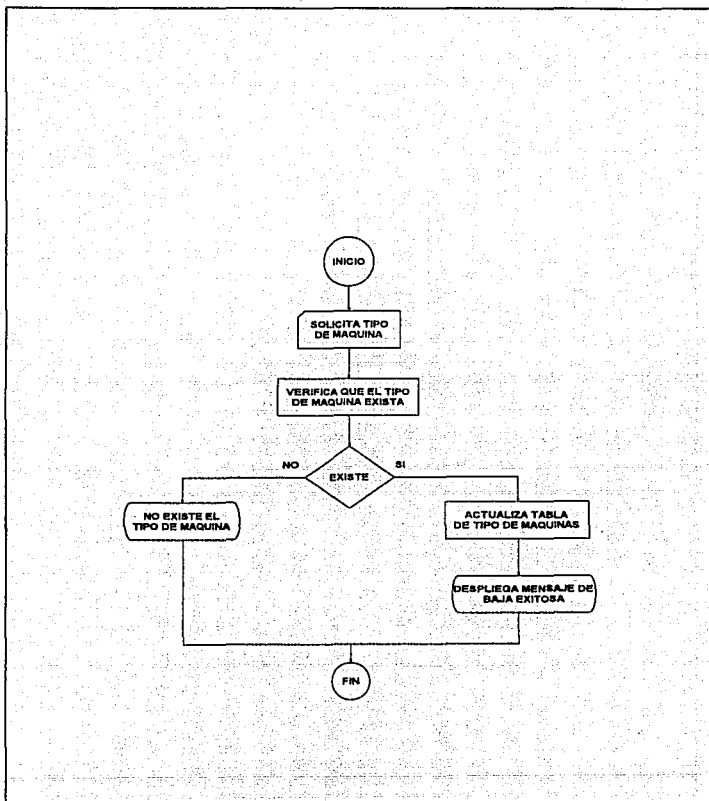 INICIO
SOLICITA TIPO
DE MAQUINA
VERIFICA QUE EL TIPO
DE MAQUINA EXISTA
NO
EXISTE
SI
NO EXISTE EL
TIPO DE MAQUINA
ACTUALIZA TABLA
DE TIPO DE MAQUINAS
DESPLIEGA MENSAJE DE
BAJA EXITOSA
FIN